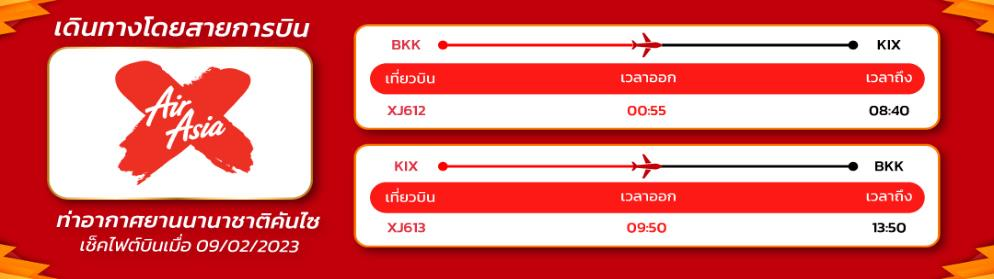 เดินทางโดยสายการบิน
Air
Asia
ท่าอากาศยานนานาชาติคันไซ
เช็คไฟต์บินเมื่อ 09/02/2023
BKK KIX
เที่ยวบิน เวลาออก เวลาถึง
XJ612 00:55 08:40
KIX BKK
เที่ยวบิน เวลาออก เวลาถึง
XJ613 09:50 13:50